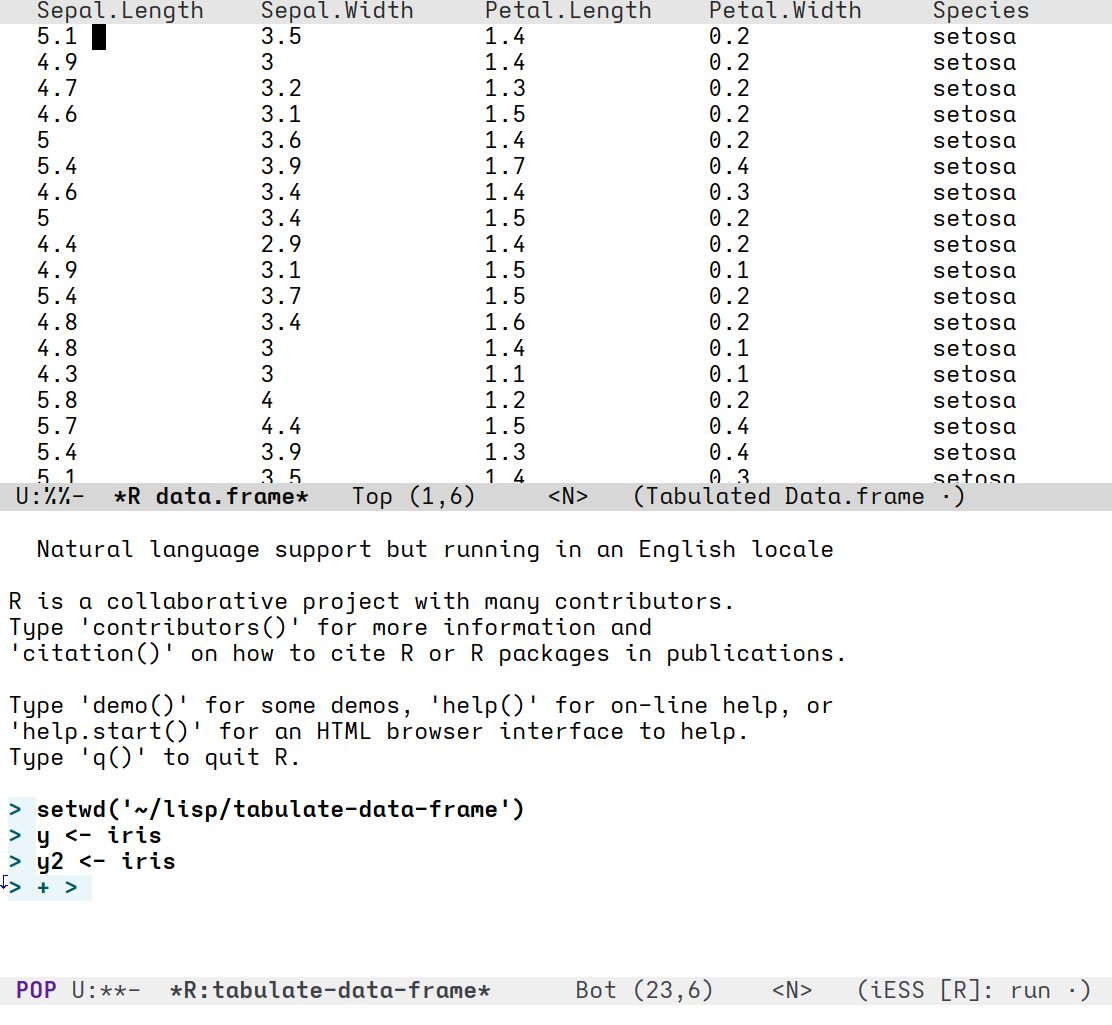 Sepal.Length Sepal.Width Petal.Length Petal.Width Species
5.1 3.5 1.4 0.2 setosa
4.9 3 1.4 0.2 setosa
4.7 3.2 1.3 0.2 setosa
4.6 3.1 1.5 0.2 setosa
5 3.6 1.4 0.2 setosa
5.4 3.9 1.7 0.4 setosa
4.6 3.4 1.4 0.3 setosa
5 3.4 1.5 0.2 setosa
4.4 2.9 1.4 0.2 setosa
4.9 3.1 1.5 0.1 setosa
5.4 3.7 1.5 0.2 setosa
4.8 3.4 1.6 0.2 setosa
4.8 3 1.4 0.1 setosa
4.3 3 1.1 0.1 setosa
5.8 4 1.2 0.2 setosa
5.7 4.4 1.5 0.4 setosa
5.4 3.9 1.3 0.4 setosa
5.1 3.5 1.4 0.3 setosa
U:%%- *R data.frame* Top (1,6) <N> (Tabulated Data.frame ·)
Natural language support but running in an English locale
R is a collaborative project with many contributors.
Type 'contributors()' for more information and
'citation()' on how to cite R or R packages in publications.
Type 'demo()' for some demos, 'help()' for on-line help, or
'help.start()' for an HTML browser interface to help.
Type 'q()' to quit R.
> setwd('~/lisp/tabulate-data-frame')
> y <- iris
> y2 <- iris
> + >
POP U:**- *R:tabulate-data-frame* Bot (23,6) <N> (iESS [R]: run ·)